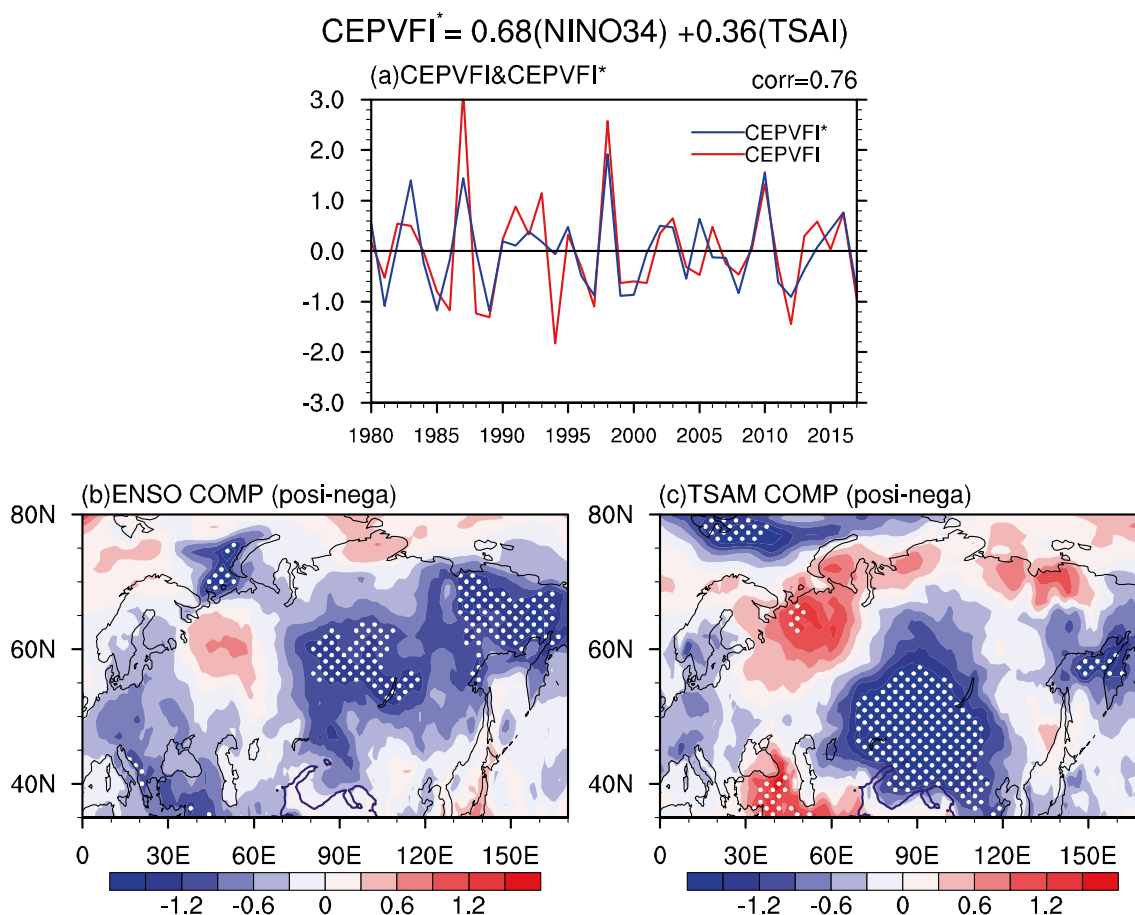 CEPVFI* = 0.68(NINO34) +0.36(TSAI)
(a)CEPVFI&CEPVFI*
corr=0.76
3.0
2.0
1.0
0.0
-1.0
-2.0
-3.0
CEPVFI*
CEPVFI
1980 1985 1990 1995 2000 2005 2010 2015
(b)ENSO COMP (posi-nega)
80N
60N
40N
0 30E 60E 90E 120E 150E
-1.2 -0.6 0 0.6 1.2
(c)TSAM COMP (posi-nega)
80N
60N
40N
0 30E 60E 90E 120E 150E
-1.2 -0.6 0 0.6 1.2